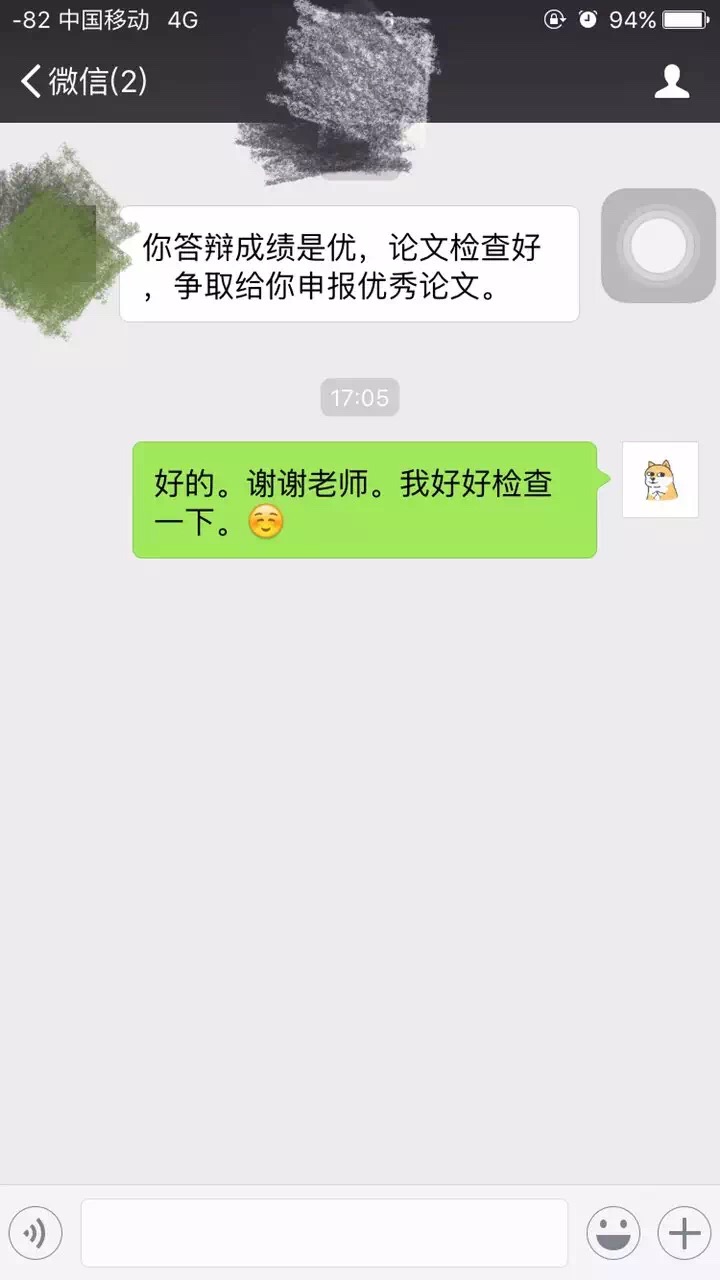 -82 中国移动 4G 94%
微信(2)
你答辩成绩是优，论文检查好
，争取给你申报优秀论文。
17:05
好的。谢谢老师。我好好检查
一下。☺️